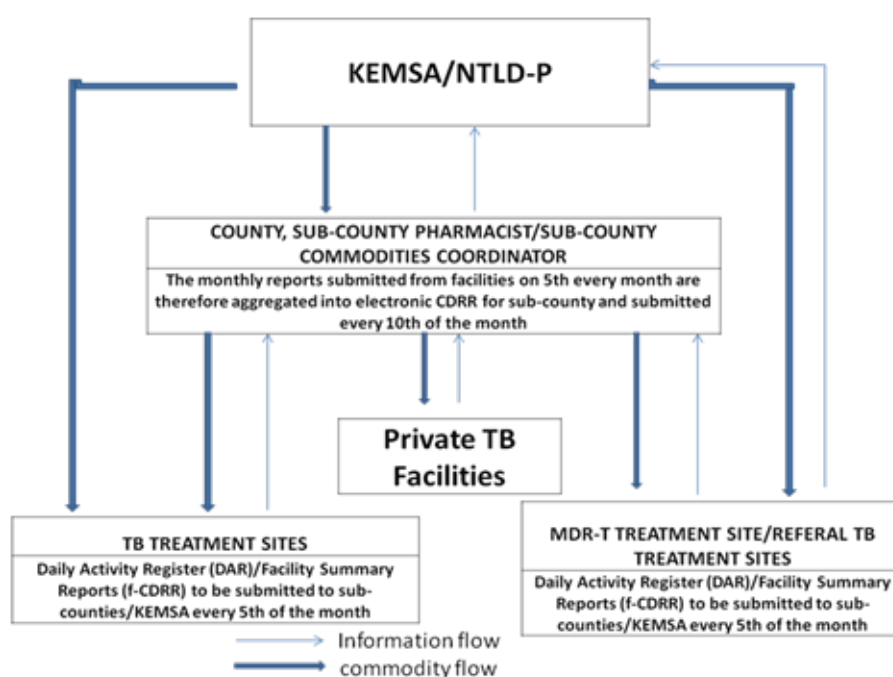 KEMSA/NTLD-P
COUNTY, SUB-COUNTY PHARMACIST/SUB-COUNTY
COMMODITIES COORDINATOR
The monthly reports submitted from facilities on 5th every month are
therefore aggregated into electronic CDRR for sub-county and submitted
every 10th of the month
Private TB
Facilities
TB TREATMENT SITES
Daily Activity Register (DAR)/Facility Summary
Reports (f-CDRR) to be submitted to sub-
counties/KEMSA every 5th of the month
MDR-T TREATMENT SITE/REFERAL TB
TREATMENT SITES
Daily Activity Register (DAR)/Facility Summary
Reports (f-CDRR) to be submitted to sub-
counties/KEMSA every 5th of the month
Information flow
commodity flow